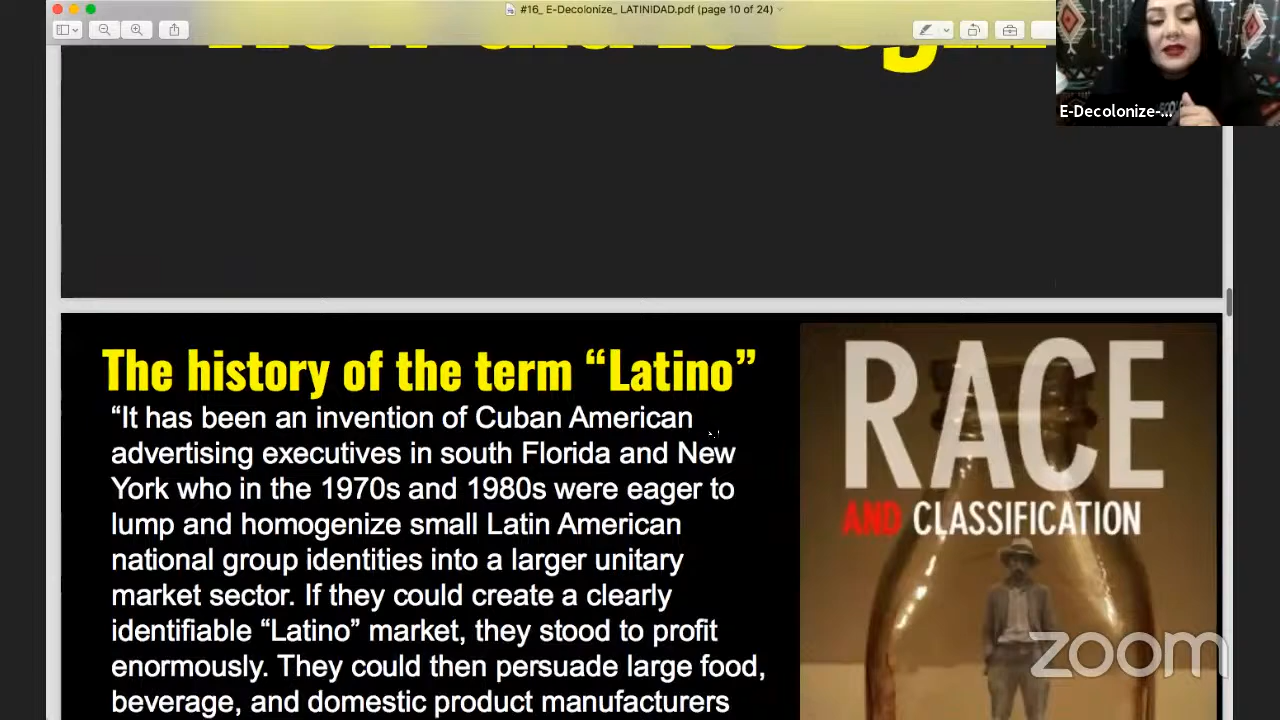 #16_ E-Decolonize_ LATINIDAD.pdf (page 10 of 24)
E-Decolonize-...
The history of the term “Latino”
“It has been an invention of Cuban American
advertising executives in south Florida and New
York who in the 1970s and 1980s were eager to
lump and homogenize small Latin American
national group identities into a larger unitary
market sector. If they could create a clearly
identifiable “Latino” market, they stood to profit
enormously. They could then persuade large food,
beverage, and domestic product manufacturers
RACE
AND CLASSIFICATION
zoom